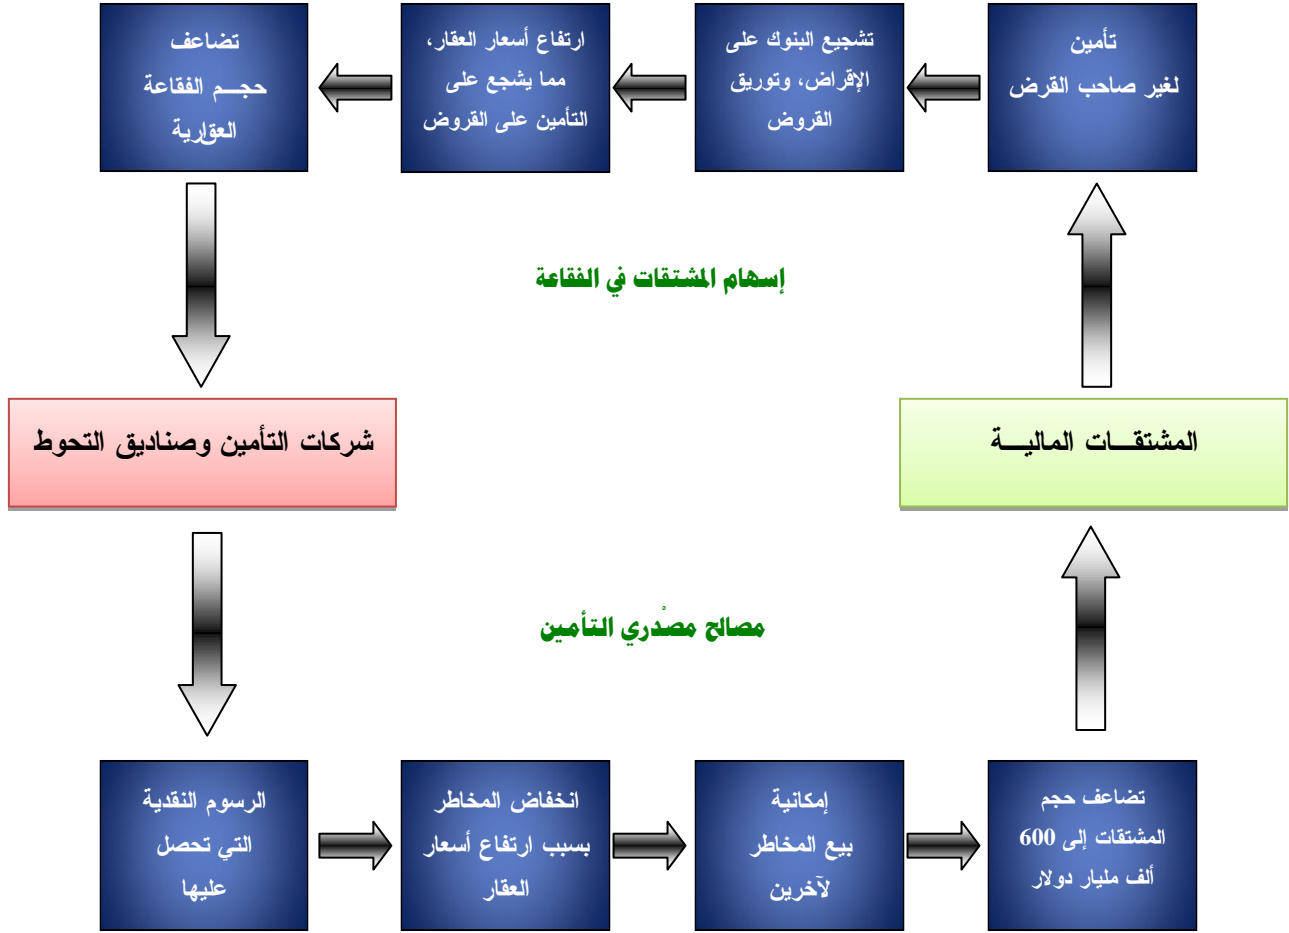 تأمين
لغير صاحب القرض
تشجيع البنوك على
الإقراض، وتوريق
القروض
ارتفاع أسعار العقار،
مما يشجع على
التأمين على القروض
تضاعف
حجـــم الفقاعة
العقارية
إسهام المشتقات في الفقاعة
المشتقـــات الماليـــة
شركات التأمين وصناديق التحوط
مصالح مصْدري التأمين
الرسوم النقدية
التي تحصل
عليها
انخفاض المخاطر
بسبب ارتفاع أسعار
العقار
إمكانية
بيع المخاطر
لآخرين
تضاعف حجم
المشتقات إلى 600
ألف مليار دولار